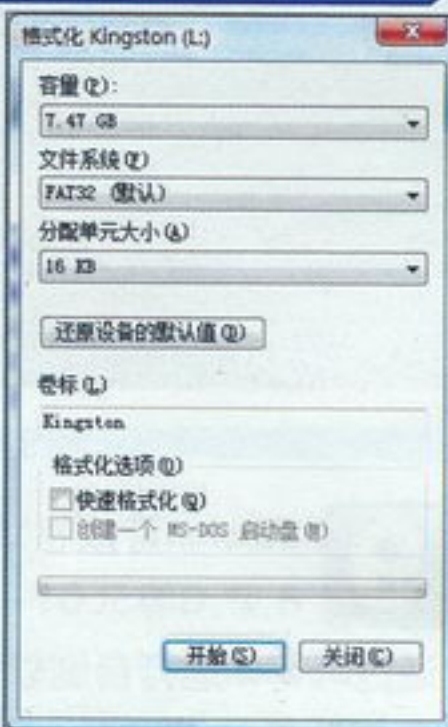 格式化 Kingston (L:)
容量(P):
7.47 GB
文件系统(F)
FAT32 (默认)
分配单元大小(A)
16 KB
还原设备的默认值(D)
卷标(L)
Kingston
格式化选项(O)
快速格式化(Q)
创建一个 MS-DOS 启动盘(M)
开始(S)
关闭(C)